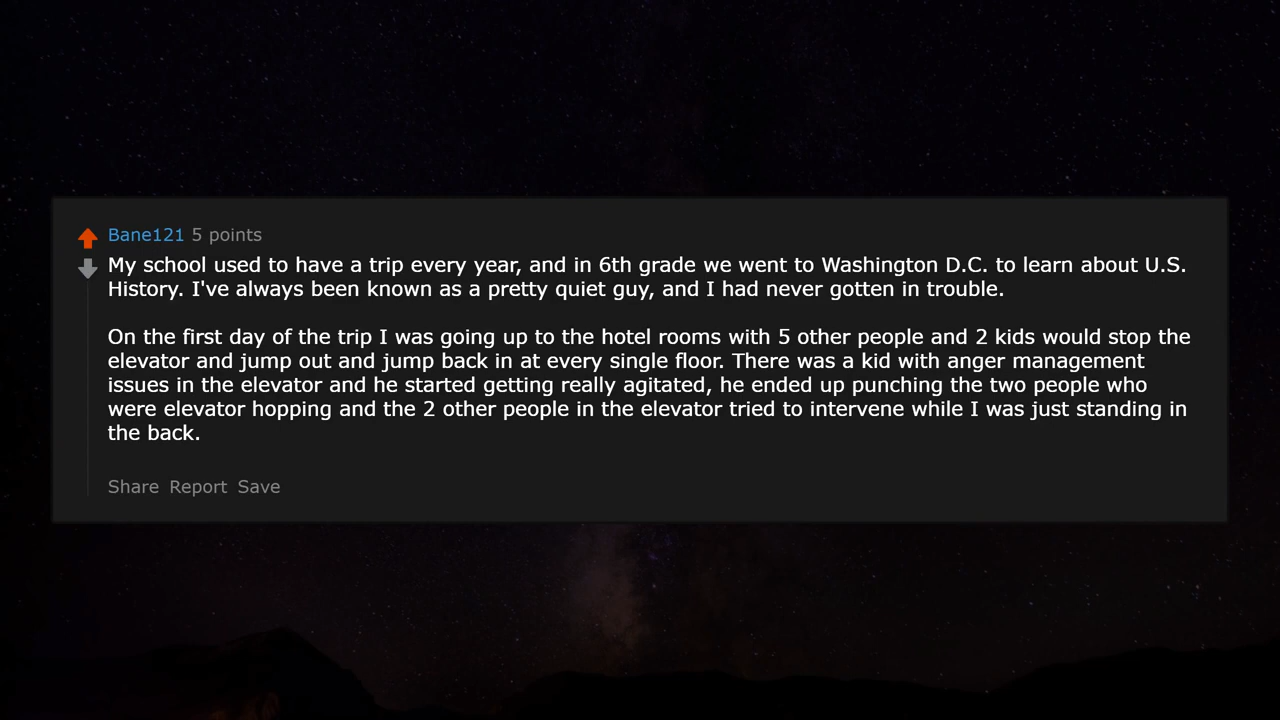 Bane121 5 points
My school used to have a trip every year, and in 6th grade we went to Washington D.C. to learn about U.S.
History. I've always been known as a pretty quiet guy, and I had never gotten in trouble.
On the first day of the trip I was going up to the hotel rooms with 5 other people and 2 kids would stop the
elevator and jump out and jump back in at every single floor. There was a kid with anger management
issues in the elevator and he started getting really agitated, he ended up punching the two people who
were elevator hopping and the 2 other people in the elevator tried to intervene while I was just standing in
the back.
Share Report Save